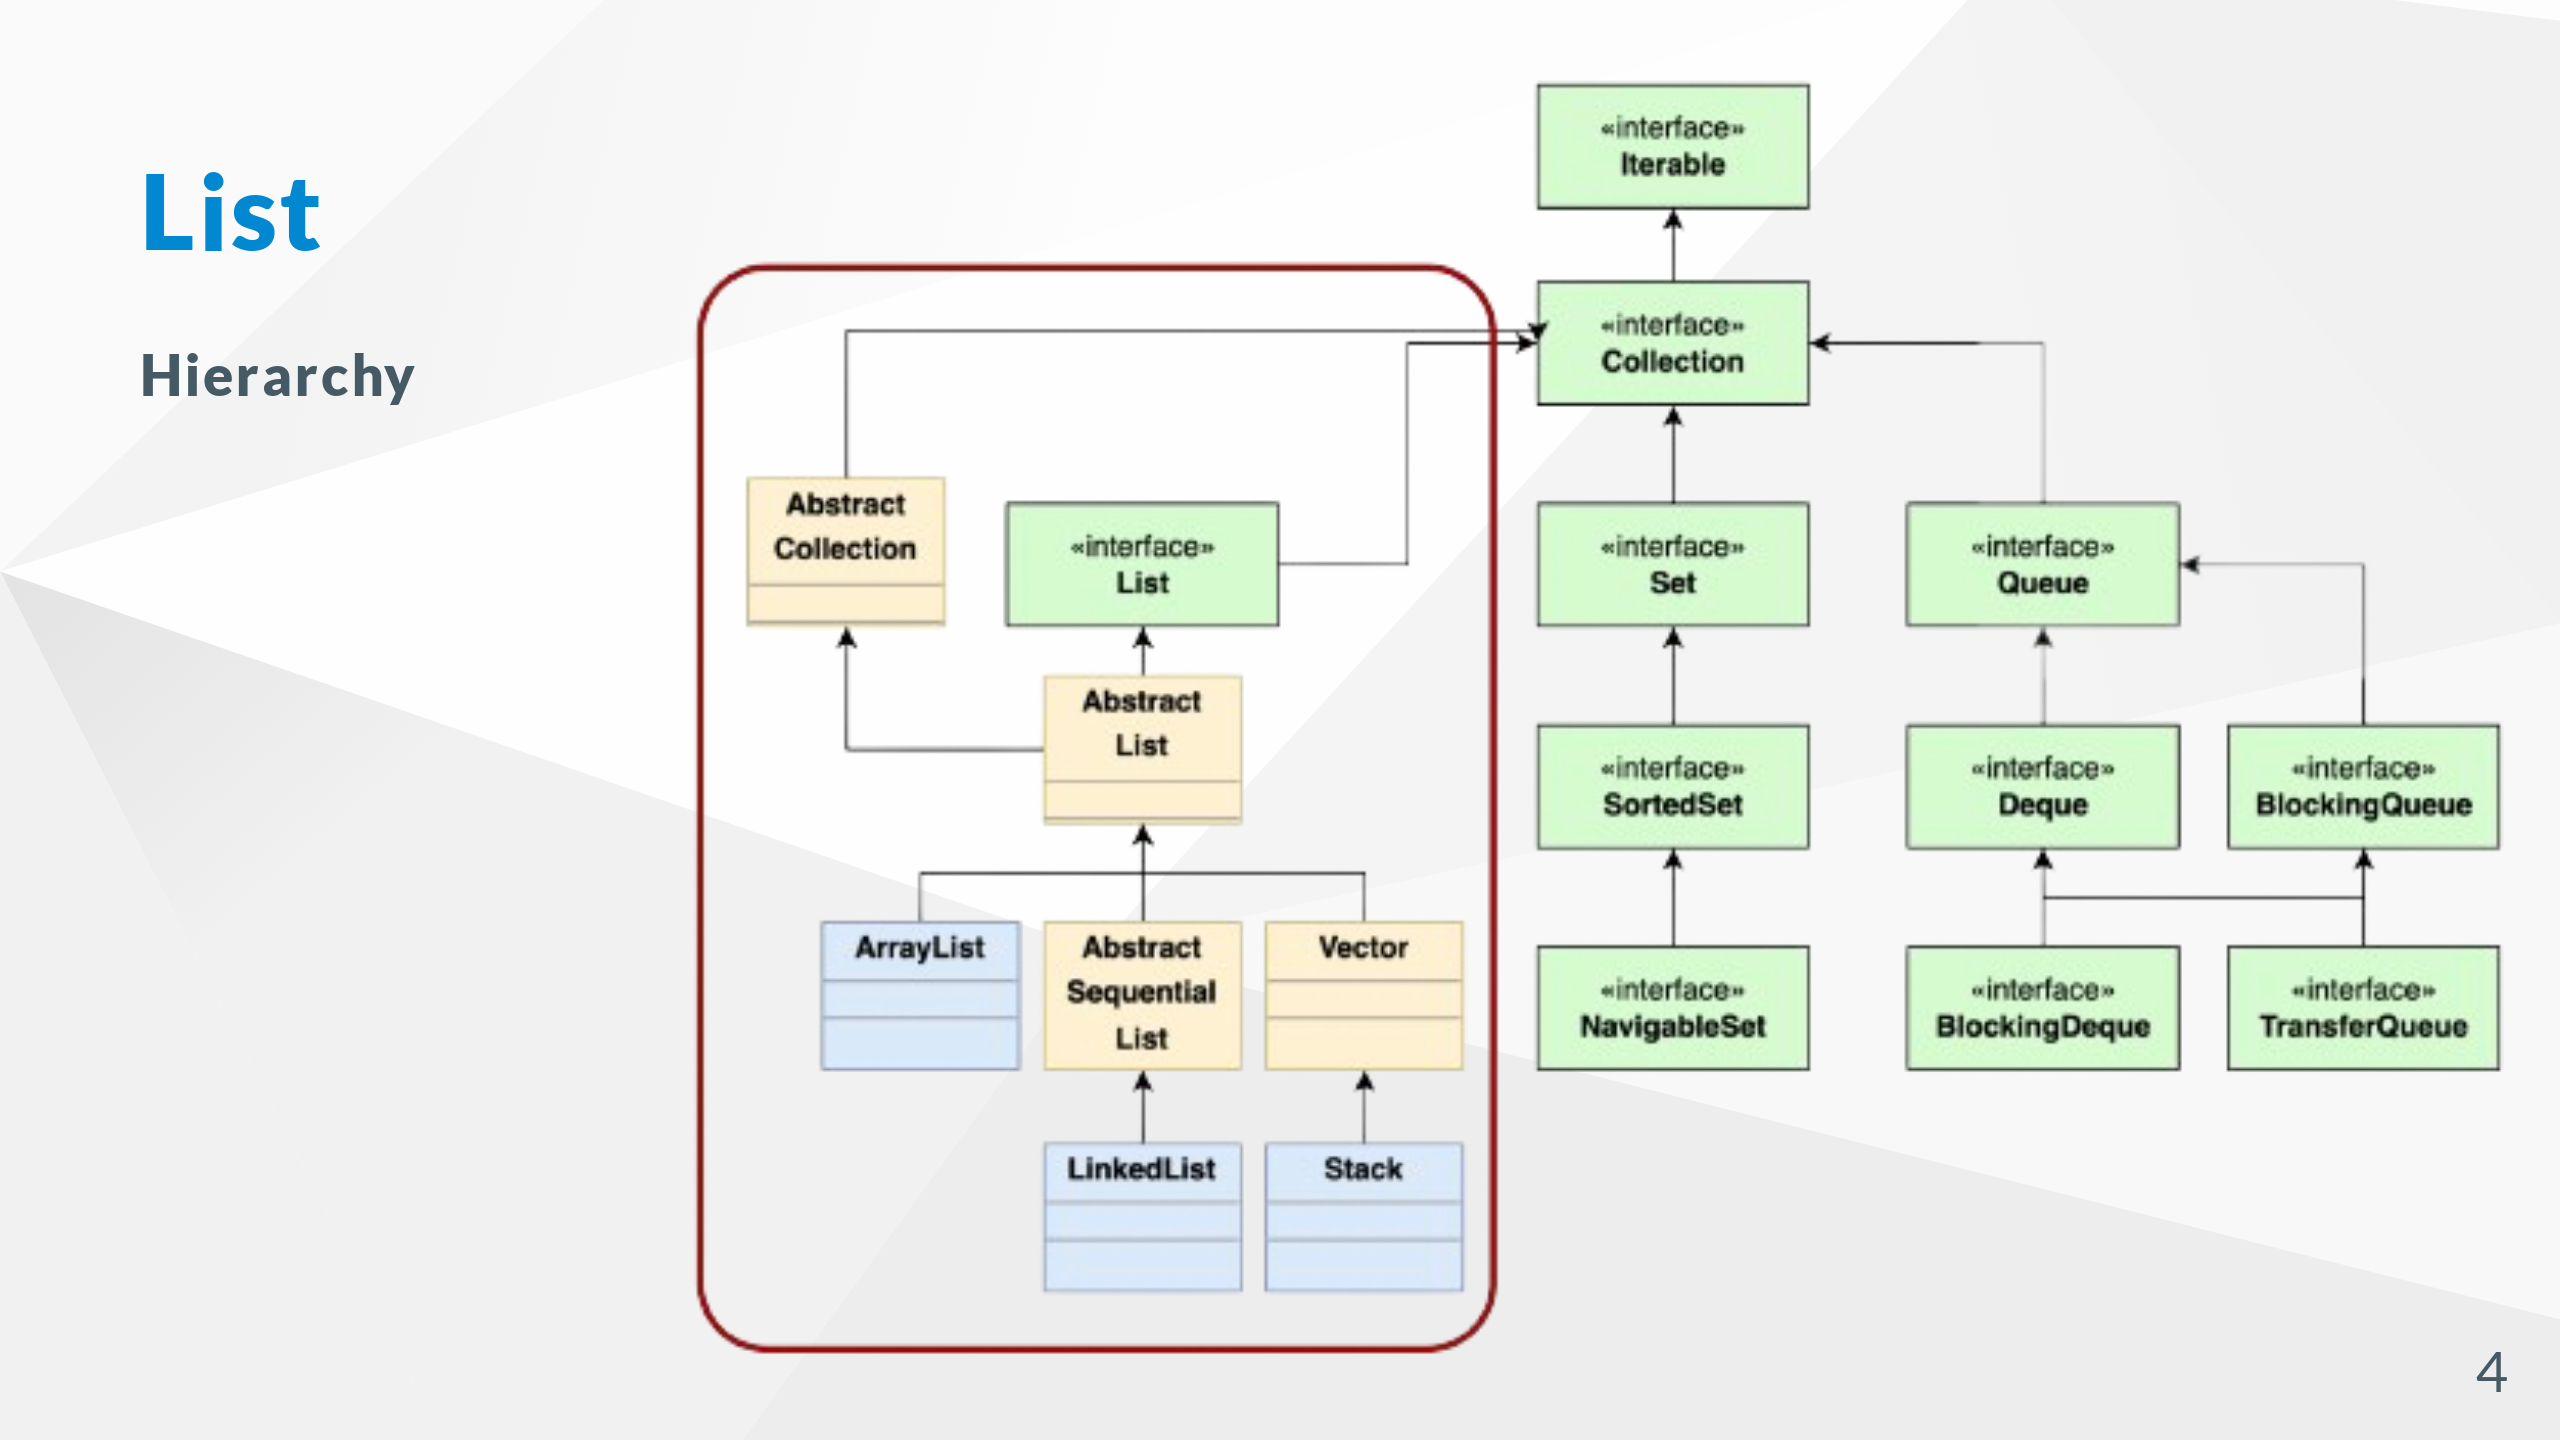 List
Hierarchy
«interface»
Iterable
«interface»
Collection
Abstract
Collection
«interface»
List
«interface»
Set
«interface»
Queue
Abstract
List
«interface»
SortedSet
«interface»
Deque
«interface»
BlockingQueue
ArrayList
Abstract
Sequential
List
Vector
«interface»
NavigableSet
«interface»
BlockingDeque
«interface»
TransferQueue
LinkedList
Stack
4